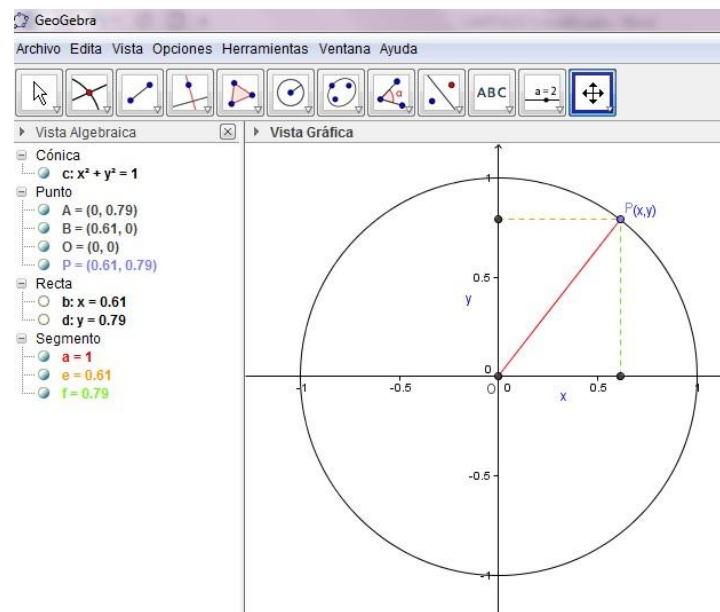 GeoGebra
Archivo Edita Vista Opciones Herramientas Ventana Ayuda
α
ABC
a=2
Vista Algebraica
Vista Gráfica
Cónica
c: x² + y² = 1
Punto
A = (0, 0.79)
B = (0.61, 0)
O = (0, 0)
P = (0.61, 0.79)
Recta
b: x = 0.61
d: y = 0.79
Segmento
a = 1
e = 0.61
f = 0.79
1
P(x,y)
0.5
y
0
-1
-0.5
O
0
x
0.5
1
-0.5
-1